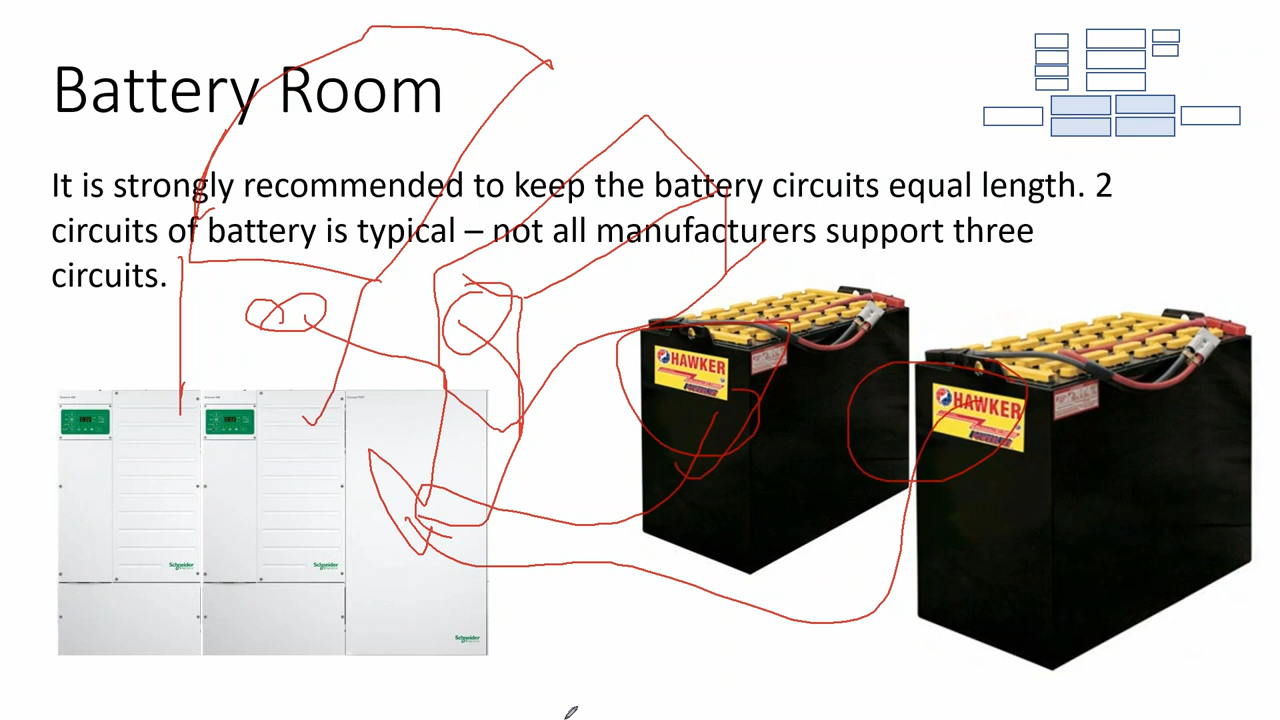 Battery Room
It is strongly recommended to keep the battery circuits equal length. 2
circuits of battery is typical – not all manufacturers support three
circuits.
HAWKER
HAWKER
Schneider
Schneider
Schneider